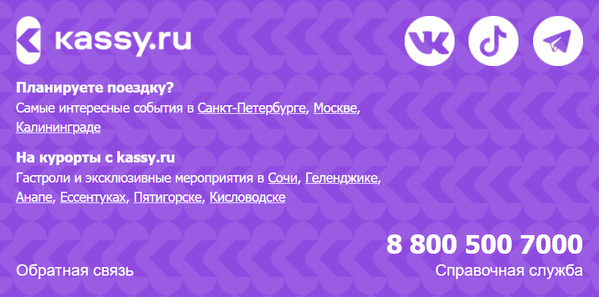 kassy.ru
Планируете поездку?
Самые интересные события в Санкт-Петербурге, Москве,
Калининграде
На курорты с kassy.ru
Гастроли и эксклюзивные мероприятия в Сочи, Геленджике,
Анапе, Ессентуках, Пятигорске, Кисловодске
8 800 500 7000
Обратная связь
Справочная служба